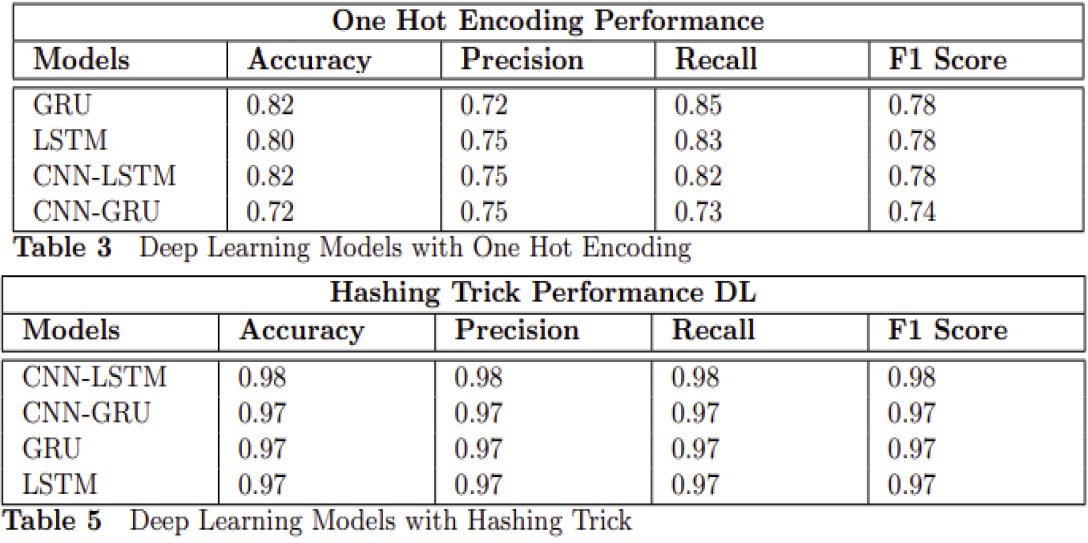 One Hot Encoding Performance
Models Accuracy Precision Recall F1 Score
GRU 0.82 0.72 0.85 0.78
LSTM 0.80 0.75 0.83 0.78
CNN-LSTM 0.82 0.75 0.82 0.78
CNN-GRU 0.72 0.75 0.73 0.74
Table 3 Deep Learning Models with One Hot Encoding
Hashing Trick Performance DL
Models Accuracy Precision Recall F1 Score
CNN-LSTM 0.98 0.98 0.98 0.98
CNN-GRU 0.97 0.97 0.97 0.97
GRU 0.97 0.97 0.97 0.97
LSTM 0.97 0.97 0.97 0.97
Table 5 Deep Learning Models with Hashing Trick